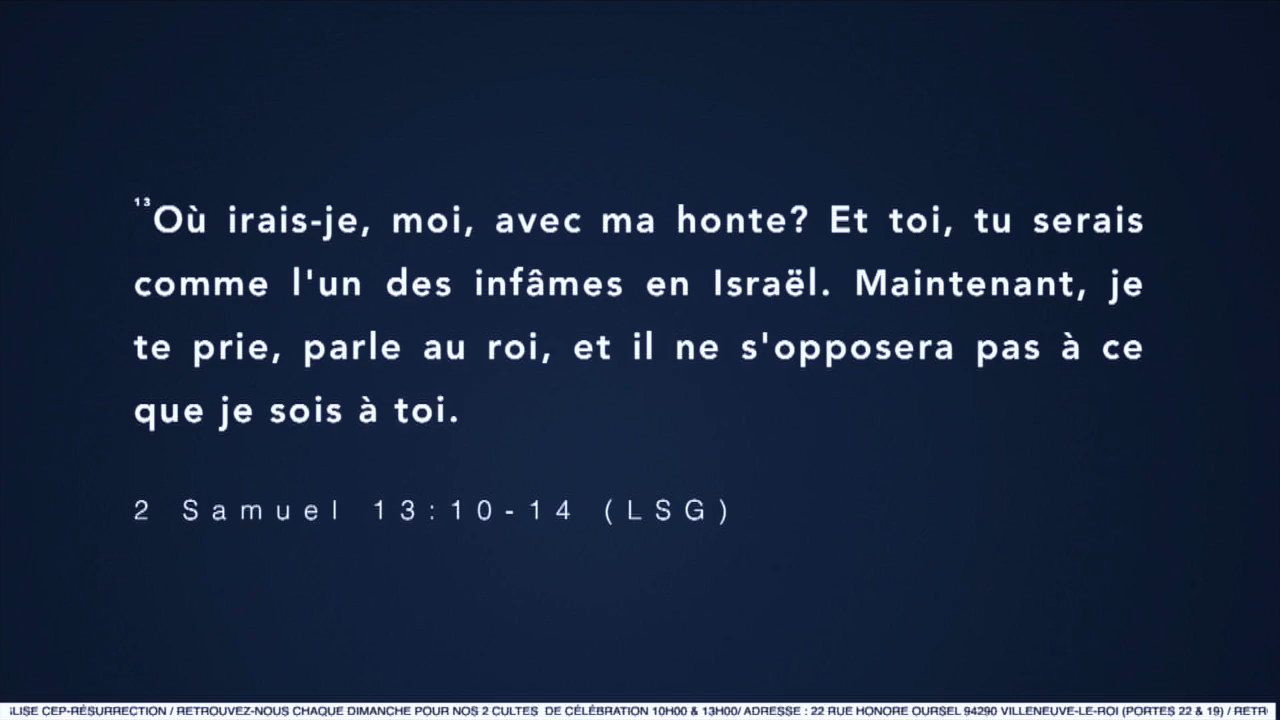 ¹³Où irais-je, moi, avec ma honte? Et toi, tu serais
comme l'un des infâmes en Israël. Maintenant, je
te prie, parle au roi, et il ne s'opposera pas à ce
que je sois à toi.
2 Samuel 13:10-14 (LSG)
LISE CEP-RÉSURRECTION / RETROUVEZ-NOUS CHAQUE DIMANCHE POUR NOS 2 CULTES DE CÉLÉBRATION 10H00 & 13H00/ ADRESSE : 22 RUE HONORE OURSEL 94290 VILLENEUVE-LE-ROI (PORTES 22 & 19) / RETR